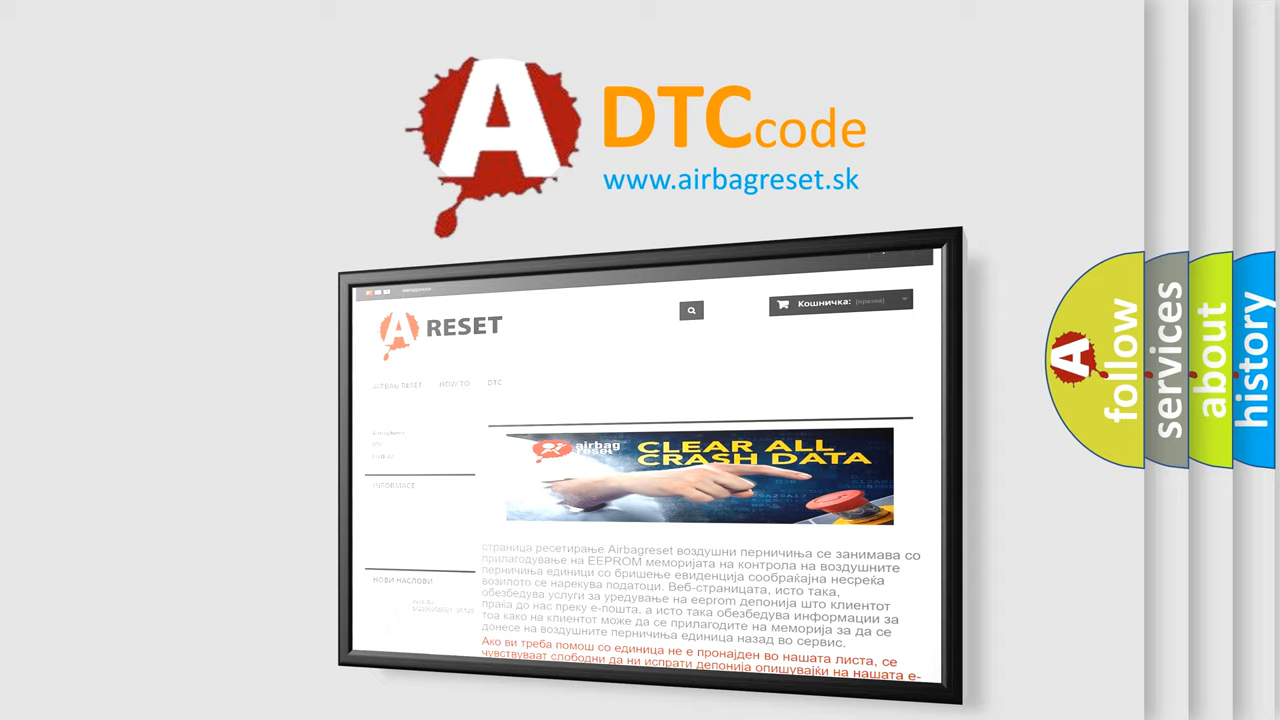 A
DTCcode
www.airbagreset.sk
Кошничка: (празна)
A RESET
AIRBAG RESET
HOW TO
DTC
airbag
reset
CLEAR ALL
CRASH DATA
INFORMACE
НОВИ НАСЛОВИ
страница ресетирање Airbagreset воздушни перничиња се занимава со
прилагодување на EEPROM меморијата на контрола на воздушните
перничиња единици со бришење евиденција сообраќајна несреќа
возилото се нарекува податоци. Веб-страницата, исто така,
обезбедува услуги за уредување на eeprom депонија што клиентот
праќа до нас преку е-пошта, а исто така обезбедува информации за
тоа како на клиентот може да се прилагодите на меморија за да се
донесе на воздушните перничиња единица назад во сервис.
Ако ви треба помош со единица не е пронајден во нашата листа, се
чувствуваат слободни да ни испрати депонија опишувајќи на нашата е-
A
follow
services
about
history